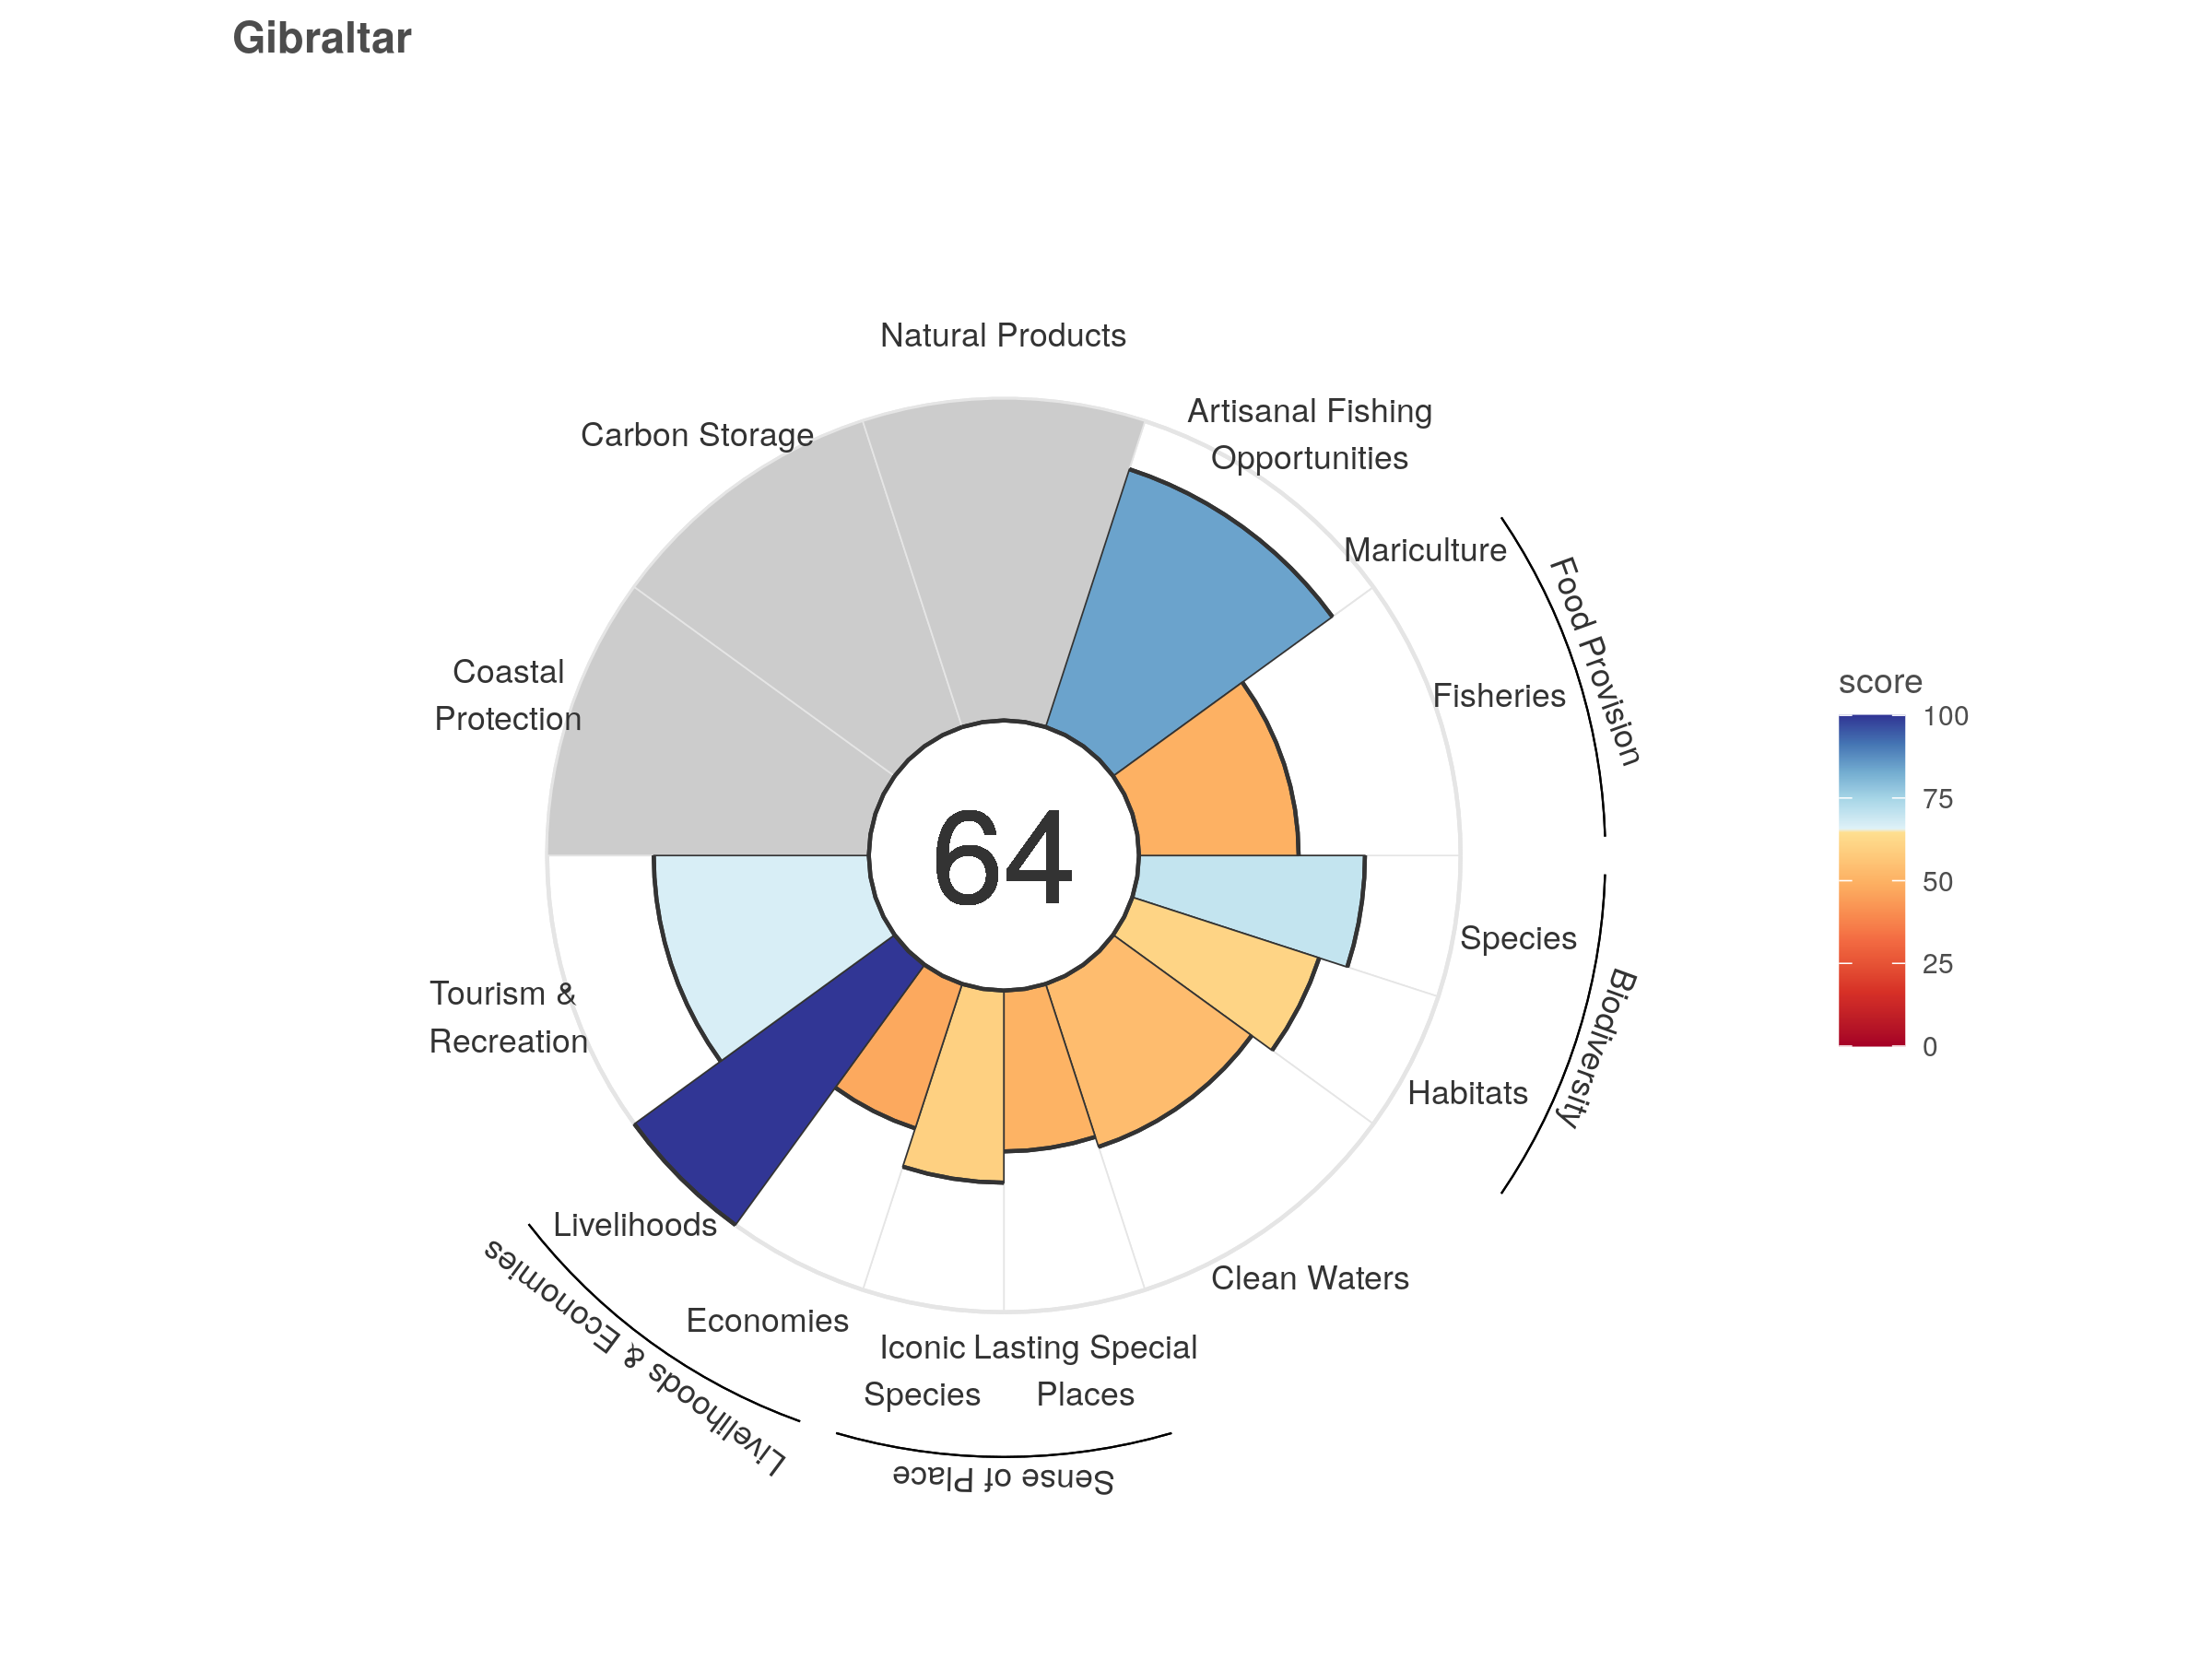 Gibraltar
Natural Products
Artisanal Fishing
Opportunities
Carbon Storage
Mariculture
Food Provision
Fisheries
Coastal
Protection
score
100
75
50
25
0
64
Species
Biodiversity
Habitats
Tourism &
Recreation
Livelihoods
Clean Waters
Economies
Livelihoods & Economies
Iconic
Species
Lasting Special
Places
Sense of Place